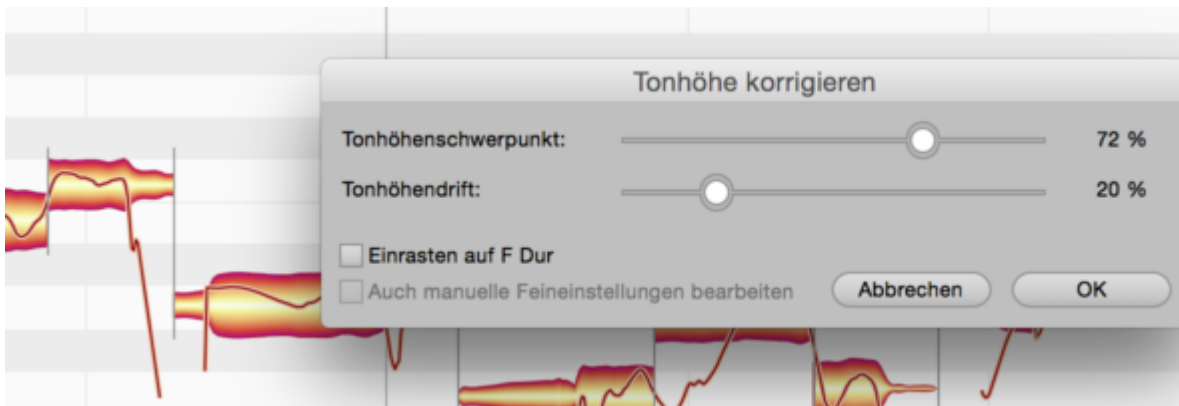 Tonhöhe korrigieren
Tonhöhenschwerpunkt: 72 %
Tonhöhendrift: 20 %
Einrasten auf F Dur
Auch manuelle Feineinstellungen bearbeiten
Abbrechen OK